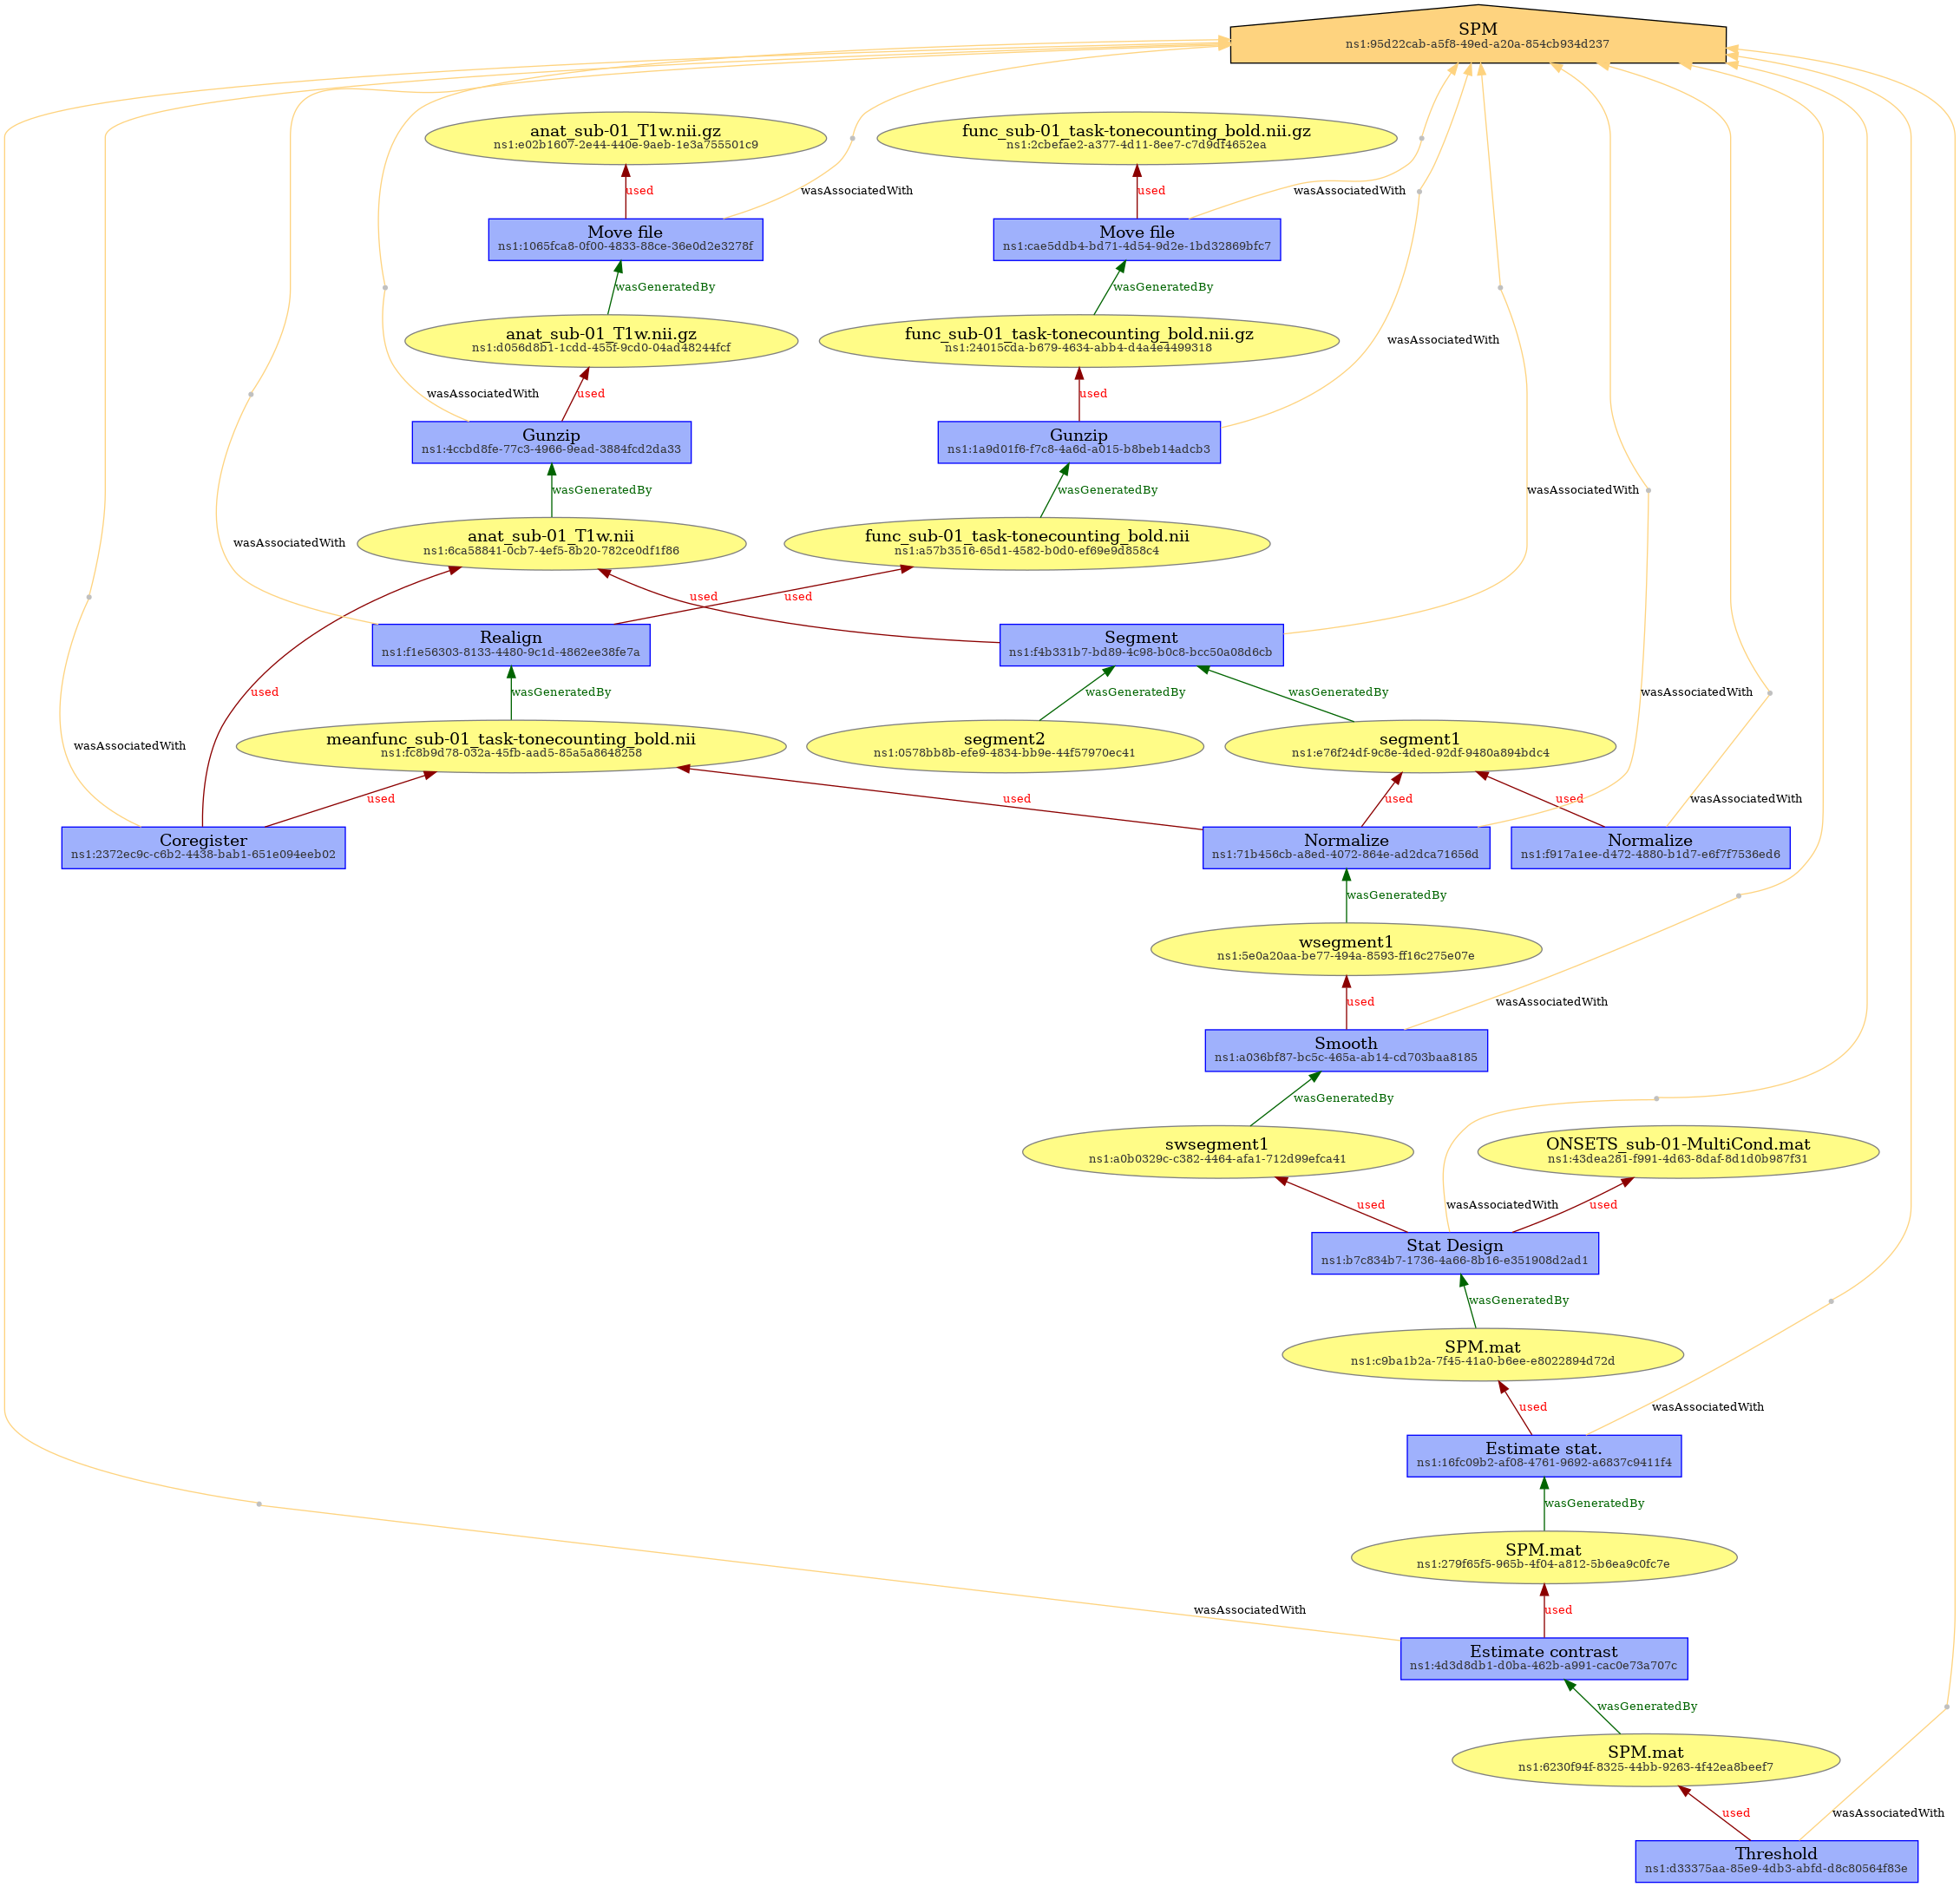 SPM
ns1:95d22cab-a5f8-49ed-a20a-854cb934d237
anat_sub-01_T1w.nii.gz
ns1:e02b1607-2e44-440e-9aeb-1e3a755501c9
func_sub-01_task-tonecounting_bold.nii.gz
ns1:2cbefae2-a377-4d11-8ee7-c7d9df4652ea
used
wasAssociatedWith
used
wasAssociatedWith
Move file
ns1:1065fca8-0f00-4833-88ce-36e0d2e3278f
Move file
ns1:cae5ddb4-bd71-4d54-9d2e-1bd32869bfc7
wasGeneratedBy
wasGeneratedBy
anat_sub-01_T1w.nii.gz
ns1:d056d8b1-1cdd-455f-9cd0-04ad48244fcf
func_sub-01_task-tonecounting_bold.nii.gz
ns1:24015cda-b679-4634-abb4-d4a4e4499318
wasAssociatedWith
wasAssociatedWith
used
used
Gunzip
ns1:4ccbd8fe-77c3-4966-9ead-3884fcd2da33
Gunzip
ns1:1a9d01f6-f7c8-4a6d-a015-b8beb14adcb3
wasGeneratedBy
wasGeneratedBy
wasAssociatedWith
anat_sub-01_T1w.nii
ns1:6ca58841-0cb7-4ef5-8b20-782ce0df1f86
func_sub-01_task-tonecounting_bold.nii
ns1:a57b3516-65d1-4582-b0d0-ef69e9d858c4
wasAssociatedWith
used
used
Realign
ns1:f1e56303-8133-4480-9c1d-4862ee38fe7a
Segment
ns1:f4b331b7-bd89-4c98-b0c8-bcc50a08d6cb
used
wasGeneratedBy
wasGeneratedBy
wasGeneratedBy
wasAssociatedWith
meanfunc_sub-01_task-tonecounting_bold.nii
ns1:fc8b9d78-032a-45fb-aad5-85a5a8648258
segment2
ns1:0578bb8b-efe9-4834-bb9e-44f57970ec41
segment1
ns1:e76f24df-9c8e-4ded-92df-9480a894bdc4
wasAssociatedWith
used
used
used
used
wasAssociatedWith
Coregister
ns1:2372ec9c-c6b2-4438-bab1-651e094eeb02
Normalize
ns1:71b456cb-a8ed-4072-864e-ad2dca71656d
Normalize
ns1:f917a1ee-d472-4880-b1d7-e6f7f7536ed6
wasGeneratedBy
wsegment1
ns1:5e0a20aa-be77-494a-8593-ff16c275e07e
used
wasAssociatedWith
Smooth
ns1:a036bf87-bc5c-465a-ab14-cd703baa8185
wasGeneratedBy
swsegment1
ns1:a0b0329c-c382-4464-afa1-712d99efca41
ONSETS_sub-01-MultiCond.mat
ns1:43dea281-f991-4d63-8daf-8d1d0b987f31
used
wasAssociatedWith
used
Stat Design
ns1:b7c834b7-1736-4a66-8b16-e351908d2ad1
wasGeneratedBy
SPM.mat
ns1:c9ba1b2a-7f45-41a0-b6ee-e8022894d72d
used
wasAssociatedWith
Estimate stat.
ns1:16fc09b2-af08-4761-9692-a6837c9411f4
wasGeneratedBy
SPM.mat
ns1:279f65f5-965b-4f04-a812-5b6ea9c0fc7e
wasAssociatedWith
used
Estimate contrast
ns1:4d3d8db1-d0ba-462b-a991-cac0e73a707c
wasGeneratedBy
SPM.mat
ns1:6230f94f-8325-44bb-9263-4f42ea8beef7
used
wasAssociatedWith
Threshold
ns1:d33375aa-85e9-4db3-abfd-d8c80564f83e